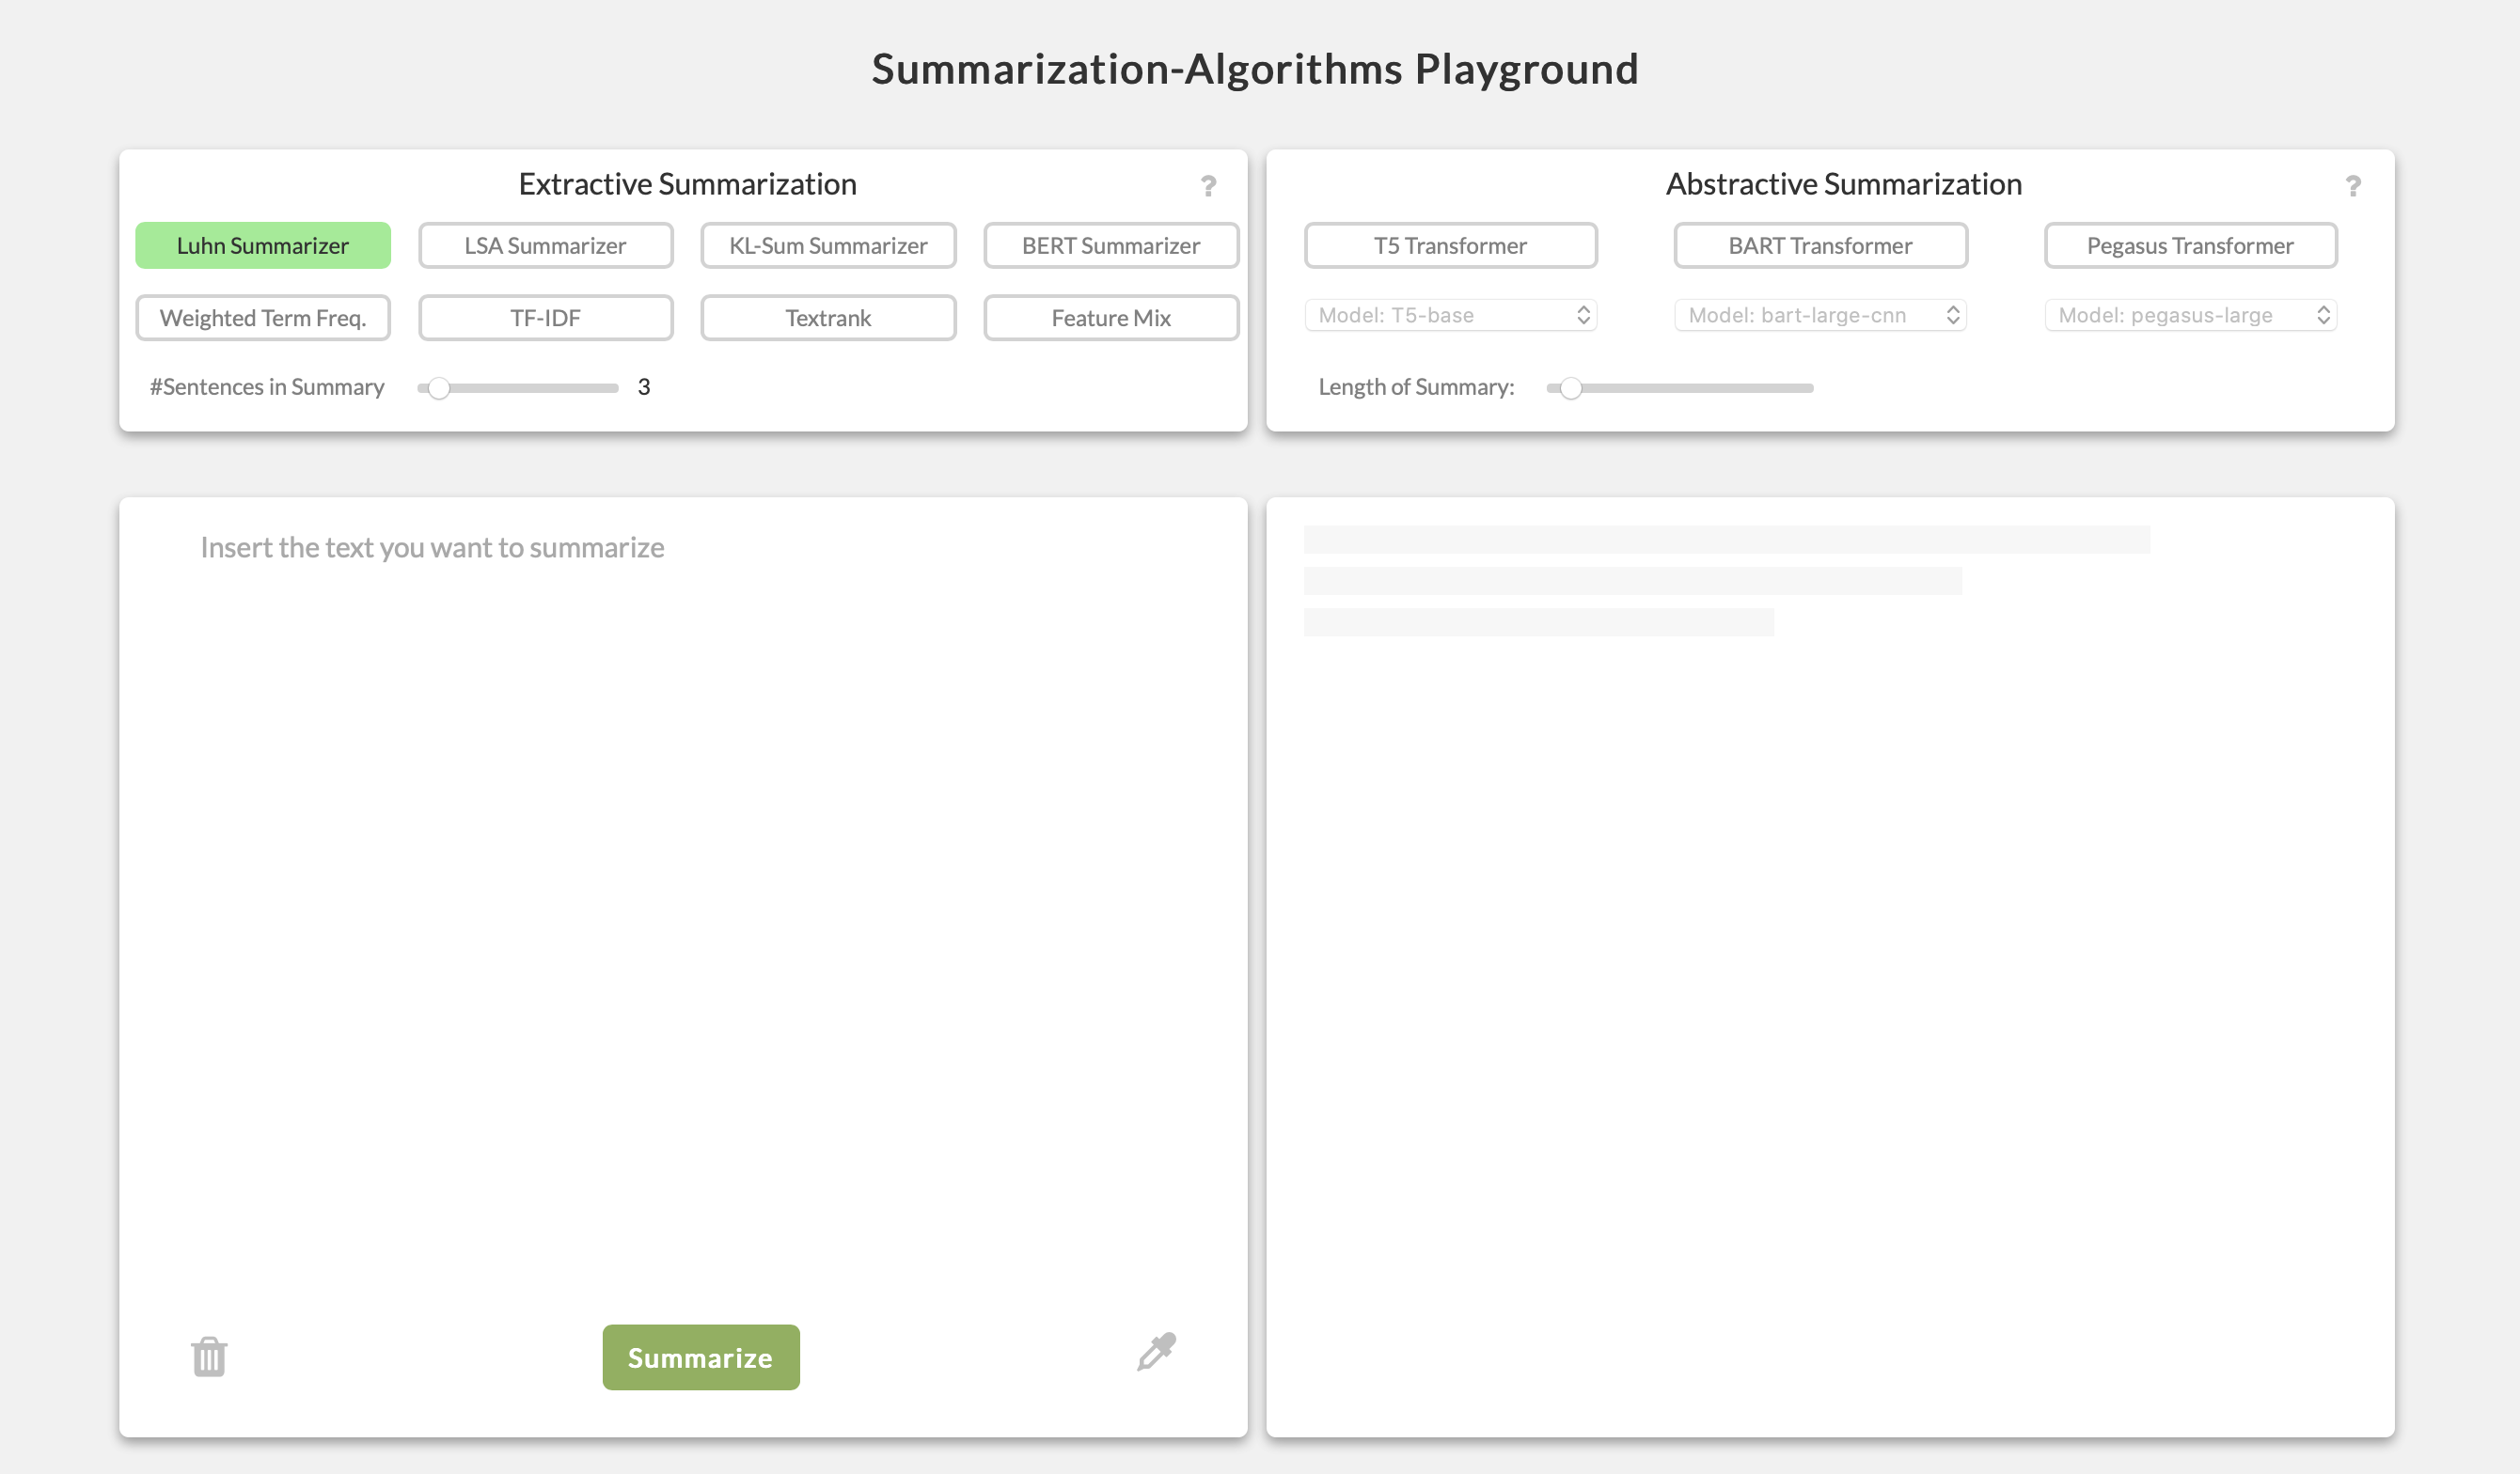 Summarization-Algorithms Playground
Extractive Summarization
?
Luhn Summarizer
LSA Summarizer
KL-Sum Summarizer
BERT Summarizer
Weighted Term Freq.
TF-IDF
Textrank
Feature Mix
#Sentences in Summary
3
Abstractive Summarization
?
T5 Transformer
BART Transformer
Pegasus Transformer
Model: T5-base
Model: bart-large-cnn
Model: pegasus-large
Length of Summary:
Insert the text you want to summarize
Summarize